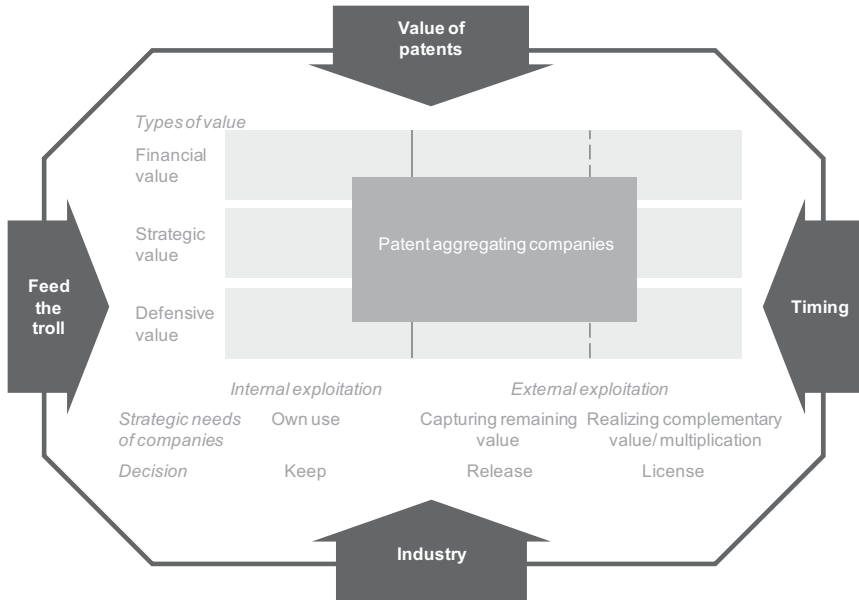 Value of
patents
Types of value
Financial
value
Strategic
value
Patent aggregating companies
Feed
the
troll
Timing
Defensive
value
Internal exploitation
External exploitation
Strategic needs
of companies
Own use
Capturing remaining
value
Realizing complementary
value/ multiplication
Decision
Keep
Release
License
Industry